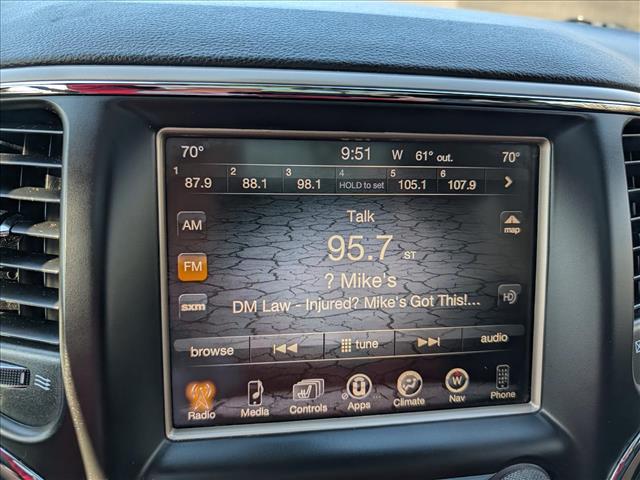 70° 9:51 W 61° out. 70°
1 87.9 2 88.1 3 98.1 4 HOLD to set 5 105.1 6 107.9
Talk
AM
map
95.7 ST
FM
? Mike's
sxm DM Law - Injured? Mike's Got This!... HD
browse tune audio
Radio Media Controls Apps Climate Nav Phone